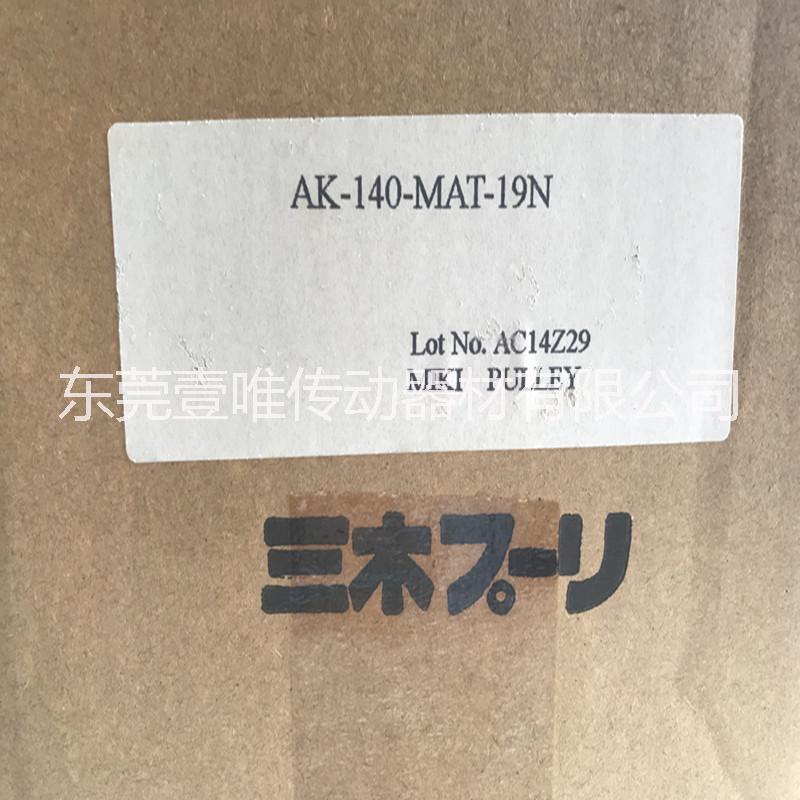 AK-140-MAT-19N
Lot No. AC14Z29
MIKI PULLEY
东莞壹唯传动器材有限公司
三木プーリ